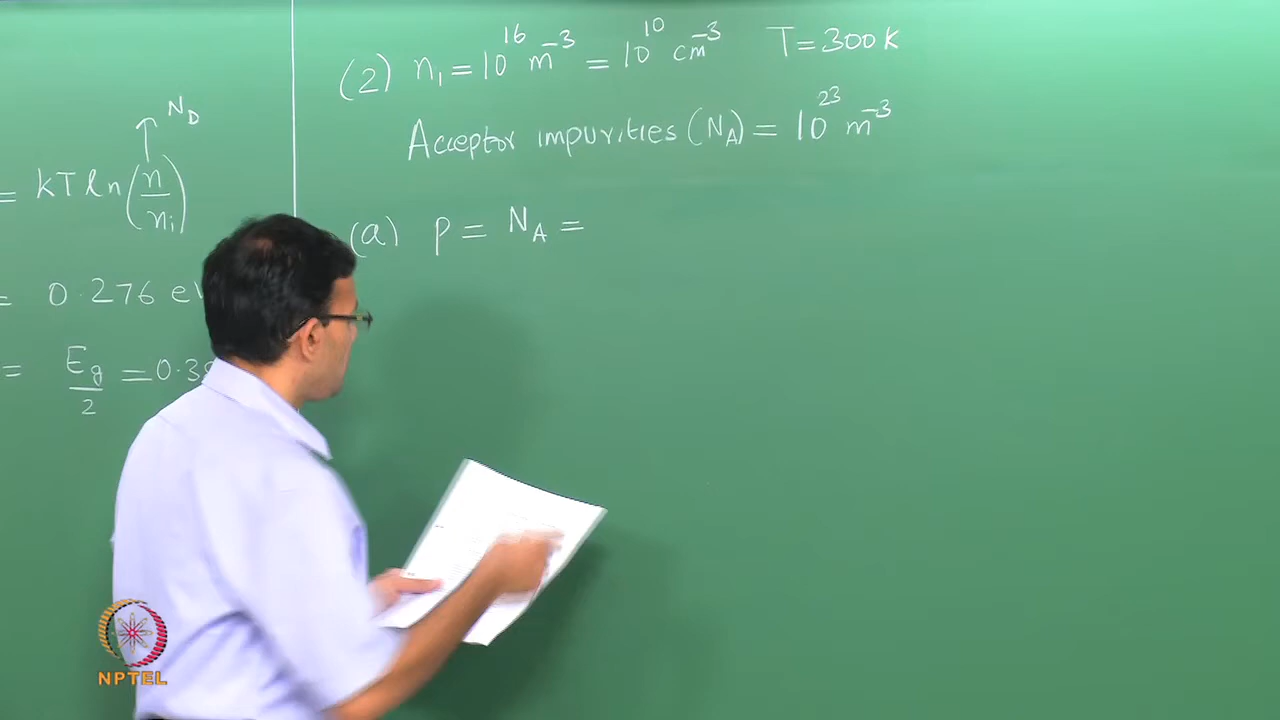 N_D
= kT ln(n/n_i)
= 0.276 eV
= E_g/2 = 0.3
(2) n_i = 10^16 m^-3 = 10^10 cm^-3 T = 300 K
Acceptor impurities (N_A) = 10^23 m^-3
(a) p = N_A =
NPTEL